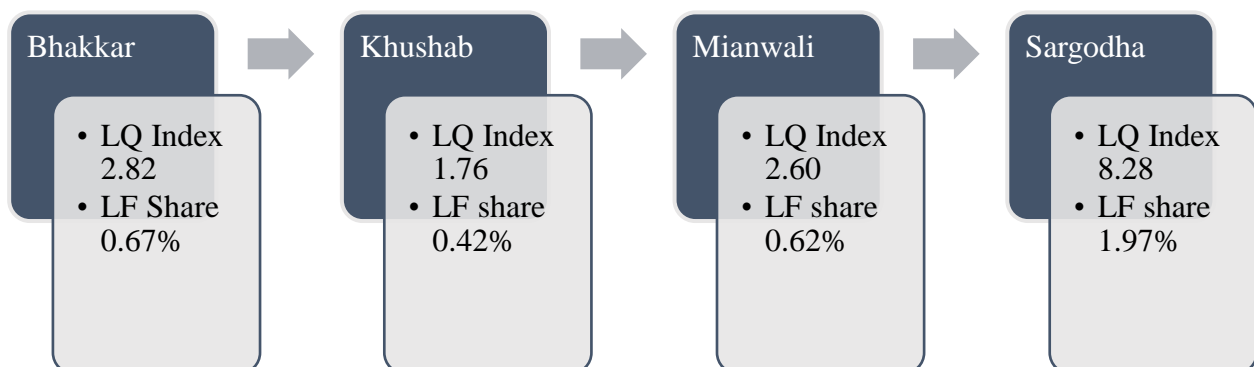 Bhakkar
• LQ Index
2.82
• LF Share
0.67%
Khushab
• LQ Index
1.76
• LF share
0.42%
Mianwali
• LQ Index
2.60
• LF share
0.62%
Sargodha
• LQ Index
8.28
• LF share
1.97%